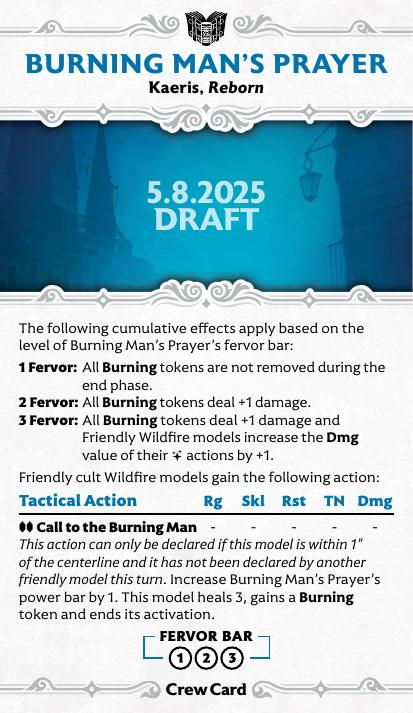 BURNING MAN'S PRAYER
Kaeris, Reborn
5.8.2025
DRAFT
The following cumulative effects apply based on the
level of Burning Man's Prayer's fervor bar:
1 Fervor: All Burning tokens are not removed during the
end phase.
2 Fervor: All Burning tokens deal +1 damage.
3 Fervor: All Burning tokens deal +1 damage and
Friendly Wildfire models increase the Dmg
value of their actions by +1.
Friendly cult Wildfire models gain the following action:
Tactical Action Rg Skl Rst TN Dmg
Call to the Burning Man - - - - -
This action can only be declared if this model is within 1"
of the centerline and it has not been declared by another
friendly model this turn. Increase Burning Man's Prayer's
power bar by 1. This model heals 3, gains a Burning
token and ends its activation.
FERVOR BAR
1 2 3
Crew Card